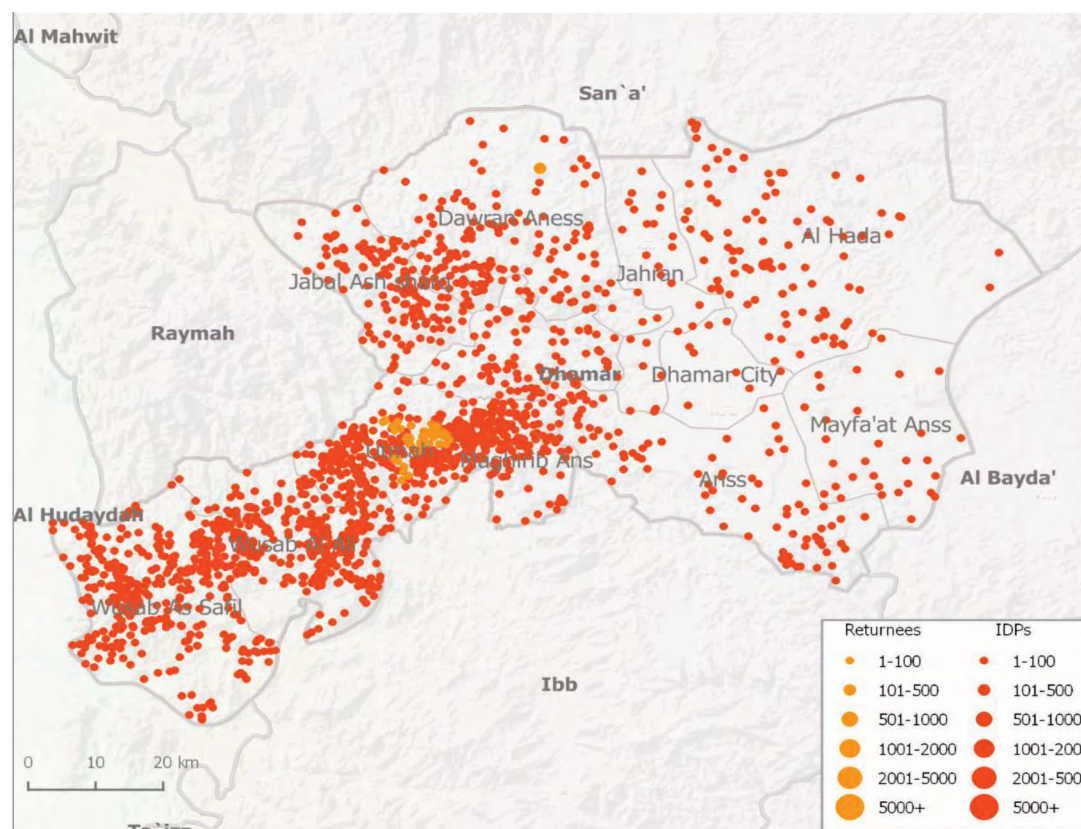 Al Mahwit
San`a'
Dawran Aness
Al Hada
Jahran
Jabal Ash sharq
Raymah
Dhamar
Dhamar City
Mayfa'at Anss
Utmah
Maghirib Ans
Anss
Al Bayda'
Al Hudaydah
Wusab Al Ali
Wusab As Safil
Ibb
Returnees IDPs
1-100 1-100
101-500 101-500
501-1000 501-1000
1001-2000 1001-200
2001-5000 2001-500
5000+ 5000+
0 10 20 km